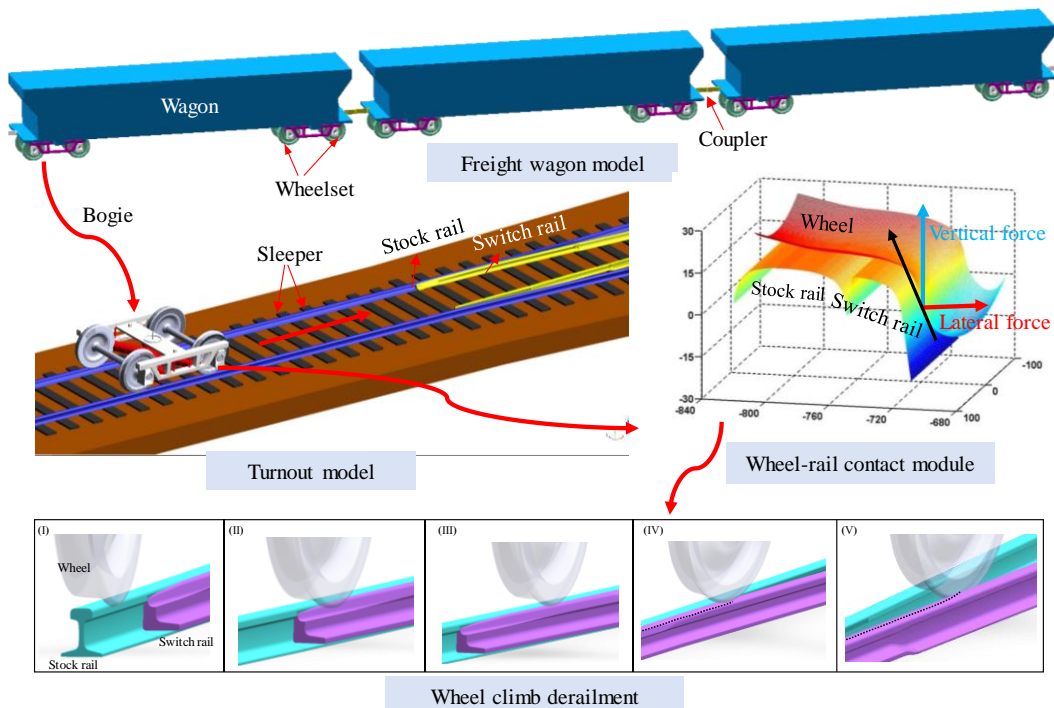 Wagon
Coupler
Freight wagon model
Wheelset
Bogie
Stock rail
Switch rail
Sleeper
Turnout model
30
15
0
-15
-30
-840
-800
-760
-720
-680
100
0
-100
Wheel
Vertical force
Stock rail
Switch rail
Lateral force
Wheel-rail contact module
(I)
Wheel
Switch rail
Stock rail
(II)
(III)
(IV)
(V)
Wheel climb derailment